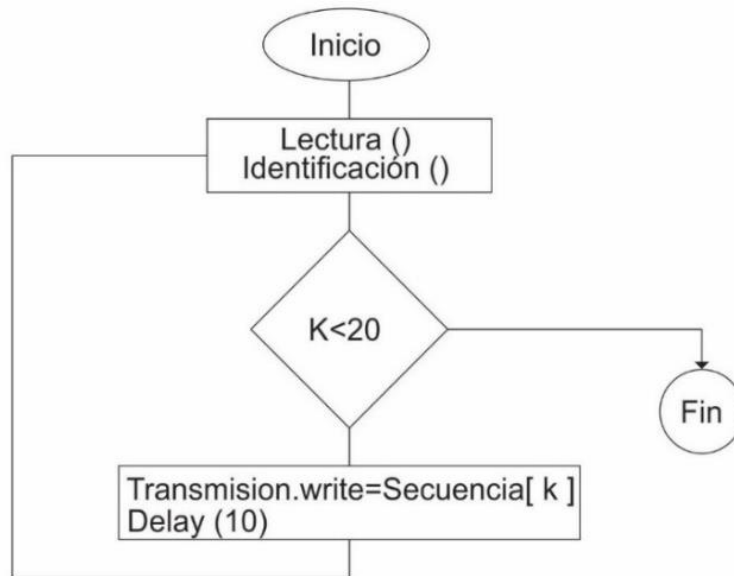 Inicio
Lectura ()
Identificación ()
K<20
Fin
Transmision.write=Secuencia[ k ]
Delay (10)